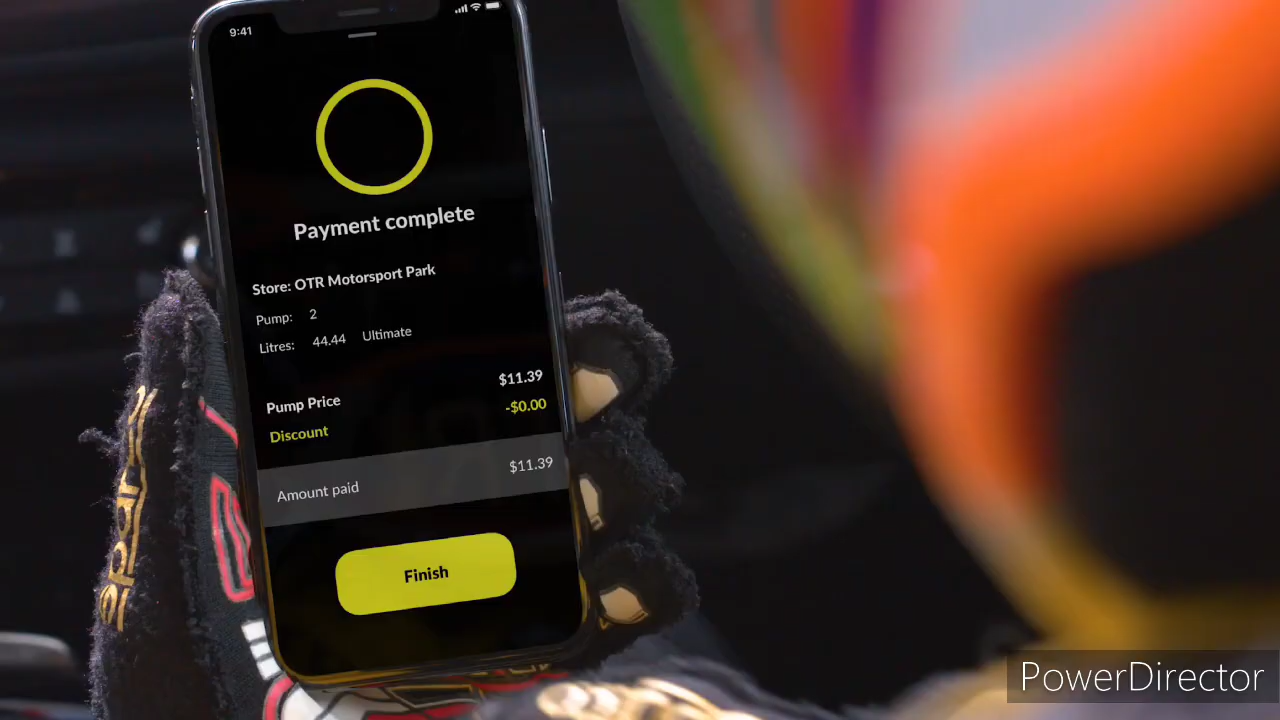 9:41
Payment complete
Store: OTR Motorsport Park
Pump: 2
Litres: 44.44 Ultimate
Pump Price $11.39
Discount -$0.00
Amount paid $11.39
Finish
PowerDirector